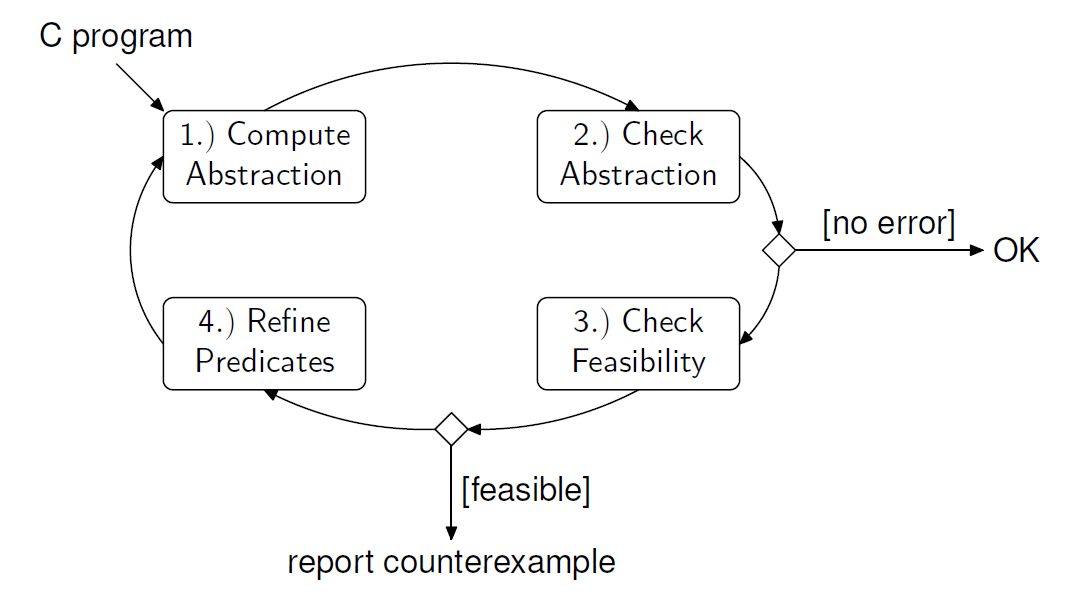 C program
1.) Compute
Abstraction
2.) Check
Abstraction
[no error]
OK
4.) Refine
Predicates
3.) Check
Feasibility
[feasible]
report counterexample